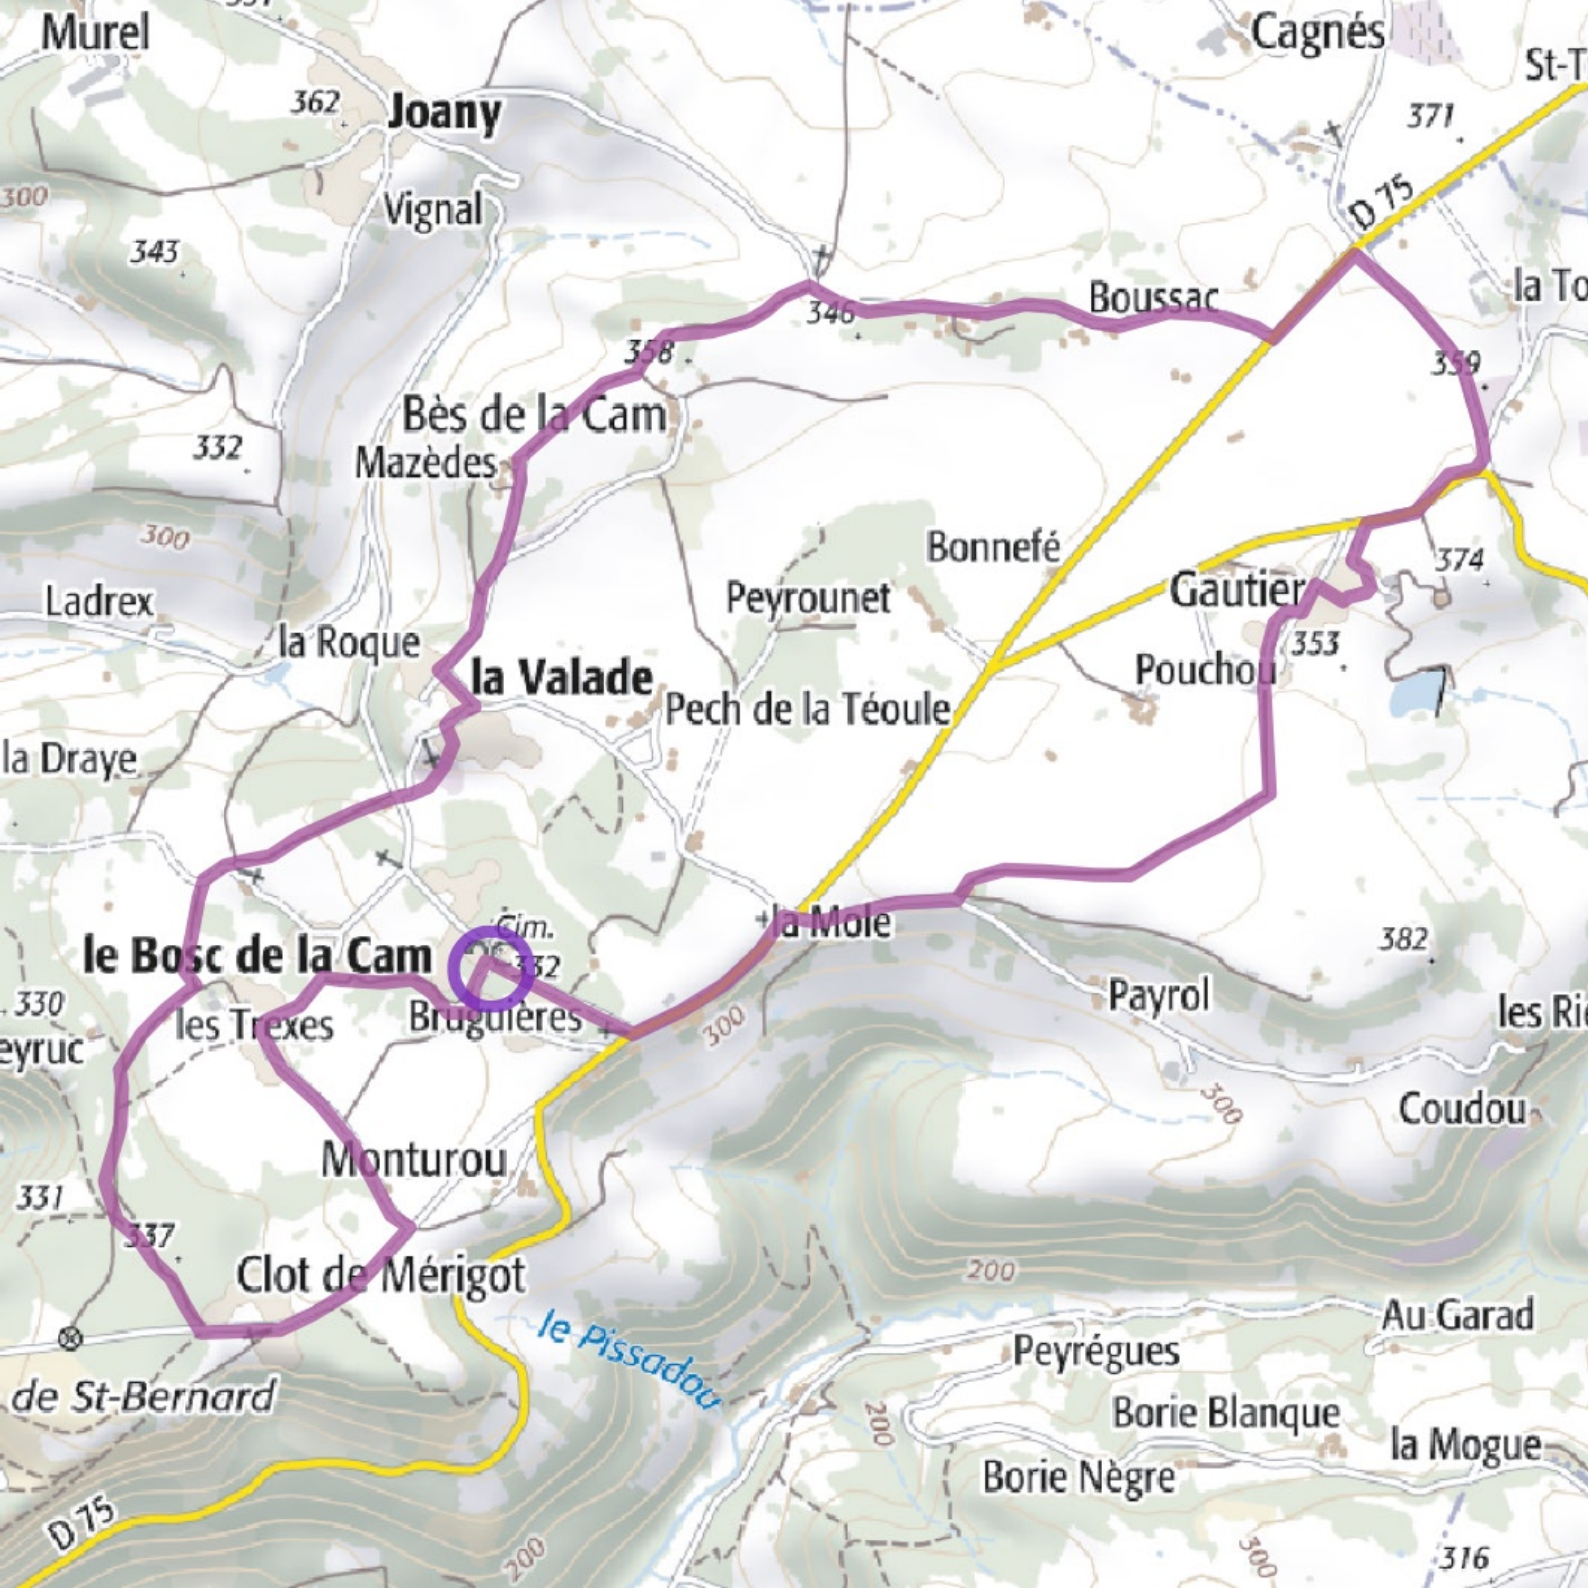 Murel
Cagnés
St-T
362
Joany
371
300
Vignal
D 75
343
la To
Boussac
346
358
359
Bès de la Cam
332
Mazèdes
300
Bonnefé
374
Ladrex
Peyrounet
Gautier
la Roque
353
la Valade
Pouchou
Pech de la Téoule
la Draye
la Mole
Cim.
le Bosc de la Cam
332
382
330
Payrol
les Trexes
Bruguières
300
les Rie
eyruc
300
Coudou
Monturou
331
337
Clot de Mérigot
200
le Pissadou
Au Garad
Peyrégues
de St-Bernard
200
Borie Blanque
la Mogue
Borie Nègre
D 75
200
300
316